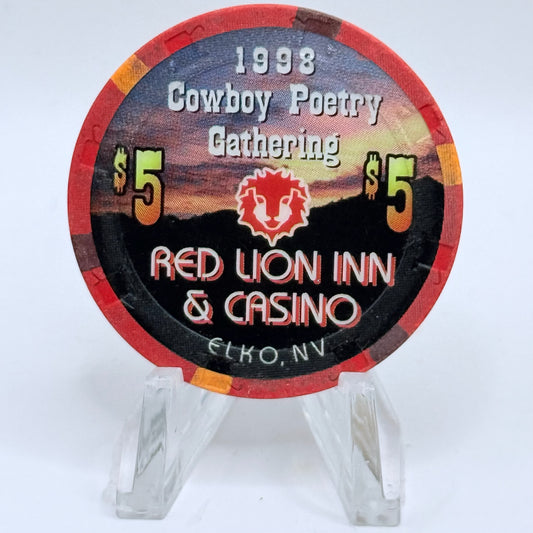 1998
Cowboy Poetry
Gathering
$5 $5
RED LION INN
& CASINO
ELKO, NV